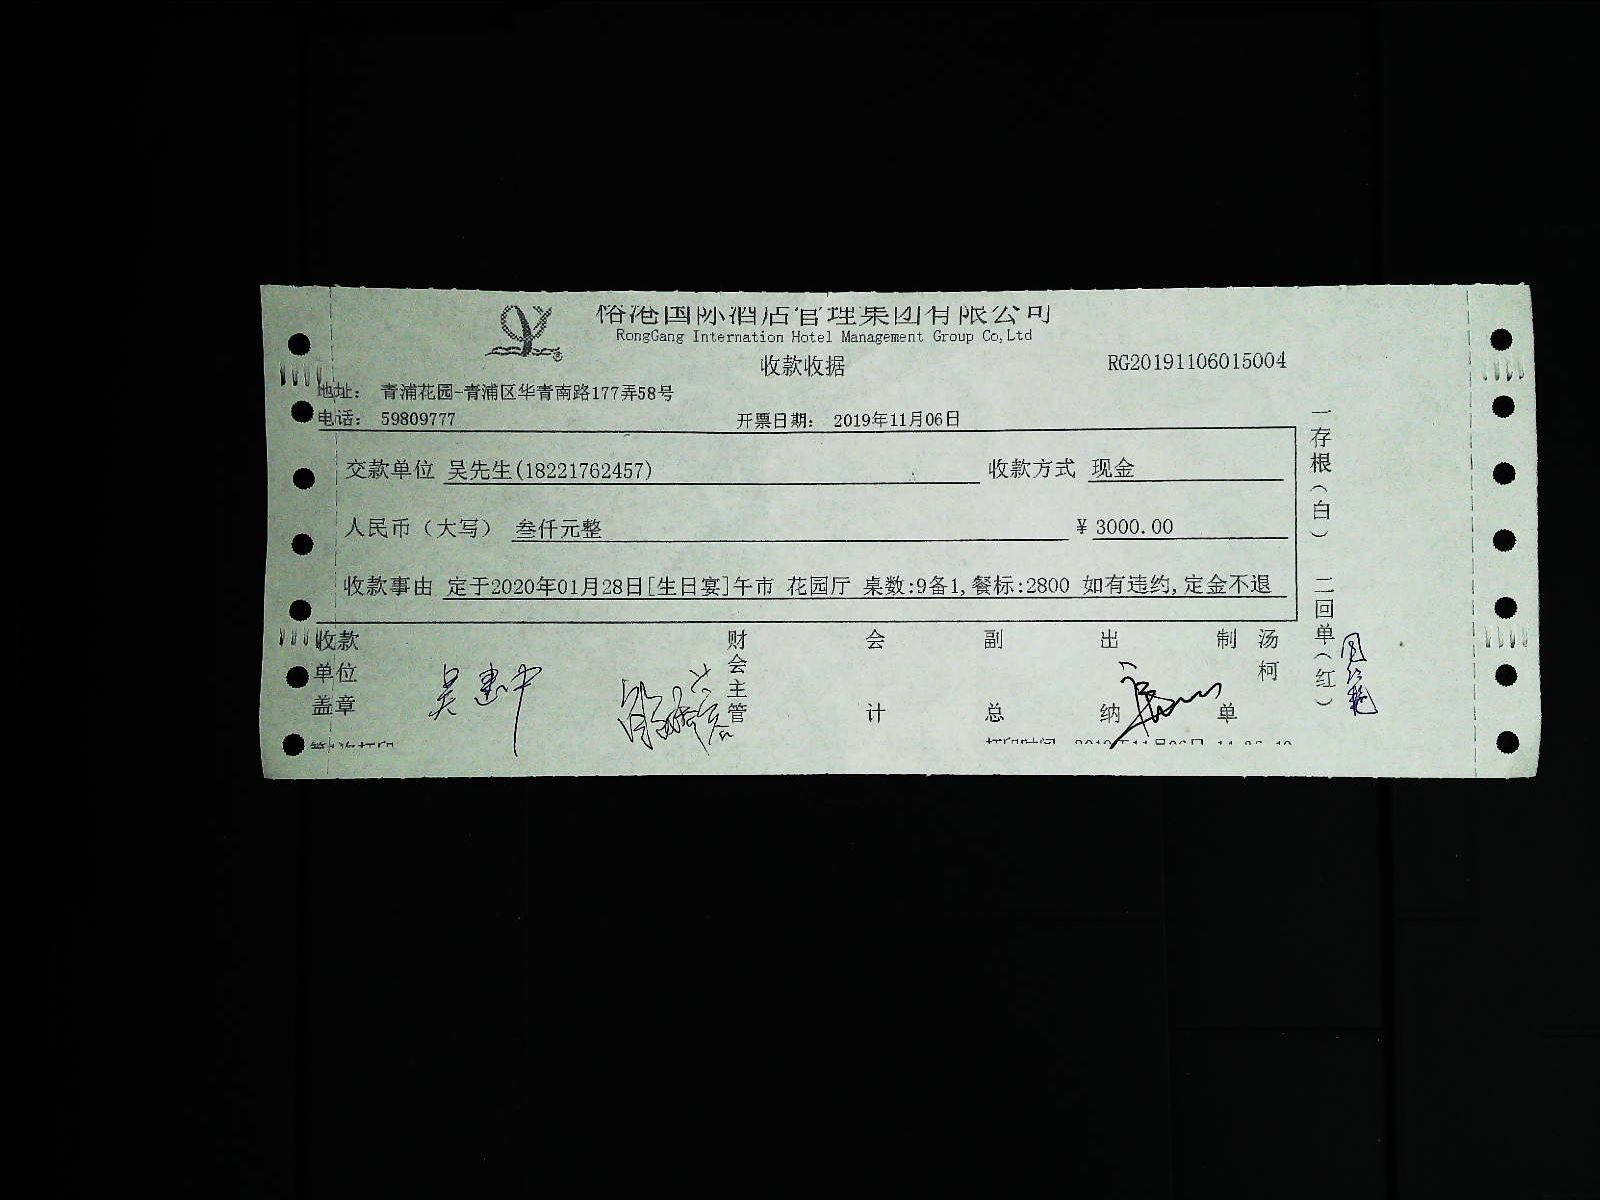 榕港国际酒店管理集团有限公司
RongGang Internation Hotel Management Group Co,Ltd
收款收据
RG20191106015004
地址： 青浦花园-青浦区华青南路177弄58号
电话： 59809777 开票日期： 2019年11月06日
交款单位 吴先生(18221762457) 收款方式 现金
人民币（大写） 叁仟元整 ¥ 3000.00
收款事由 定于2020年01月28日[生日宴]午市 花园厅 桌数:9备1,餐标:2800 如有违约,定金不退
收款单位盖章
吴建中
财会主管
会计
副总
出纳
制单
汤柯
一存根（白） 二回单（红）